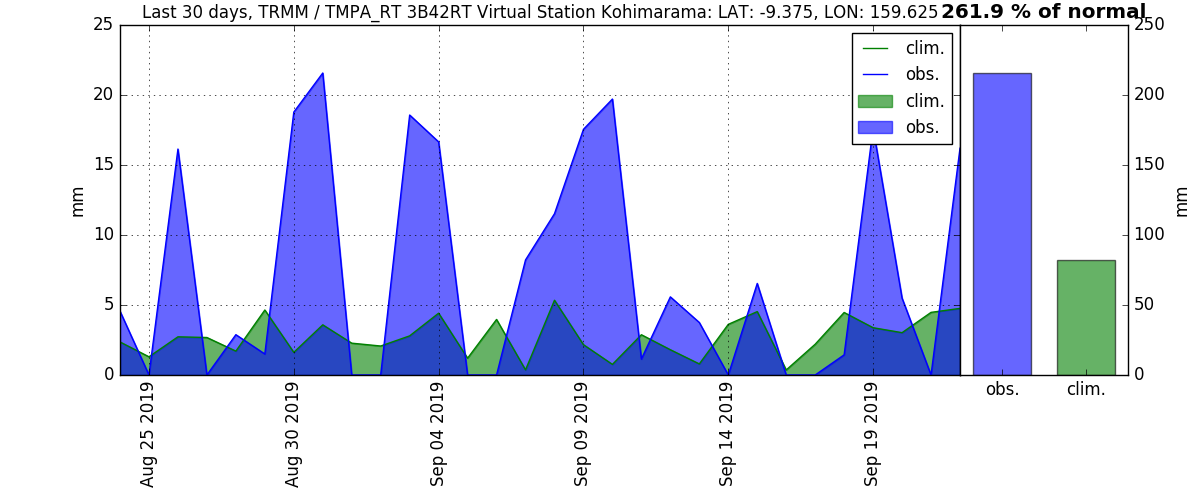 Last 30 days, TRMM / TMPA_RT 3B42RT Virtual Station Kohimarama: LAT: -9.375, LON: 159.625
261.9 % of normal
25
20
15
10
5
0
mm
clim.
obs.
clim.
obs.
Aug 25 2019
Aug 30 2019
Sep 04 2019
Sep 09 2019
Sep 14 2019
Sep 19 2019
250
200
150
100
50
0
mm
obs.
clim.